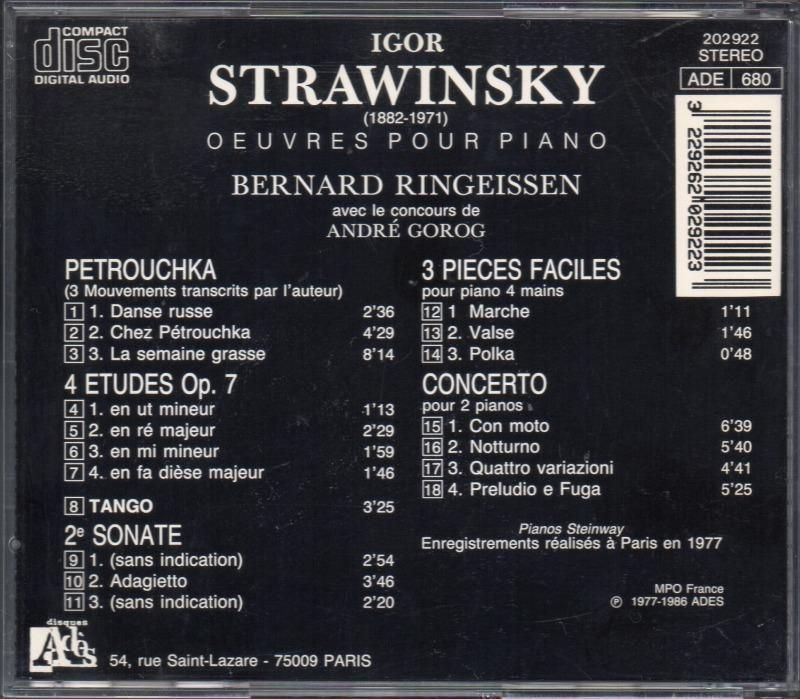 COMPACT
disc
DIGITAL AUDIO
IGOR
STRAWINSKY
(1882-1971)
OEUVRES POUR PIANO
202922
STEREO
ADE 680
3 229262 029223
BERNARD RINGEISSEN
avec le concours de
ANDRÉ GOROG
PETROUCHKA
(3 Mouvements transcrits par l'auteur)
1 1. Danse russe 2'36
2 2. Chez Pétrouchka 4'29
3 3. La semaine grasse 8'14
4 ETUDES Op. 7
4 1. en ut mineur 1'13
5 2. en ré majeur 2'29
6 3. en mi mineur 1'59
7 4. en fa dièse majeur 1'46
8 TANGO 3'25
2e SONATE
9 1. (sans indication) 2'54
10 2. Adagietto 3'46
11 3. (sans indication) 2'20
3 PIECES FACILES
pour piano 4 mains
12 1 Marche 1'11
13 2. Valse 1'46
14 3. Polka 0'48
CONCERTO
pour 2 pianos
15 1. Con moto 6'39
16 2. Notturno 5'40
17 3. Quattro variazioni 4'41
18 4. Preludio e Fuga 5'25
Pianos Steinway
Enregistrements réalisés à Paris en 1977
MPO France
℗ 1977-1986 ADES
disques
Adès
54, rue Saint-Lazare - 75009 PARIS